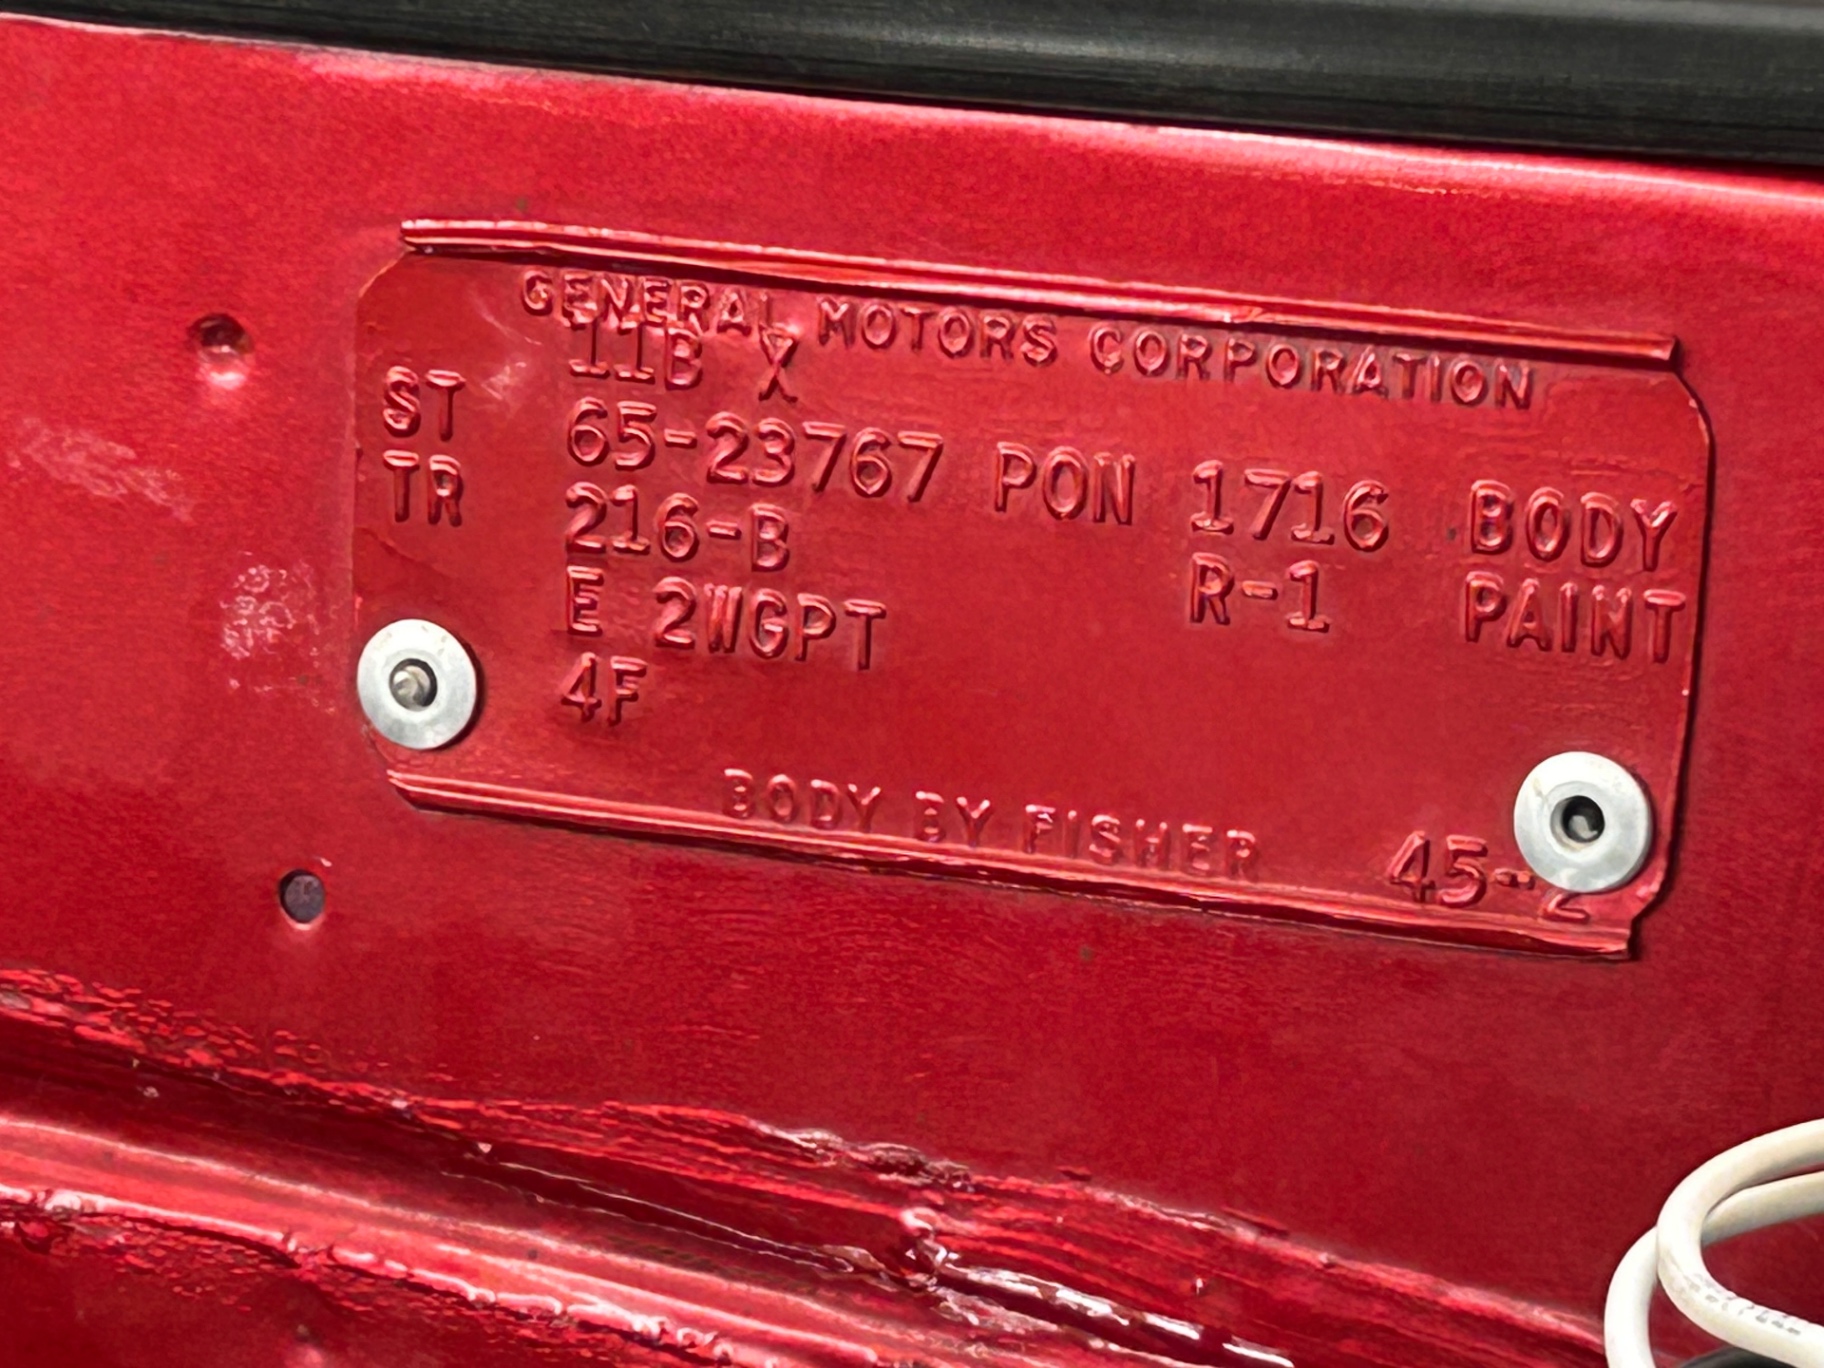 GENERAL MOTORS CORPORATION
11B X
ST 65-23767 PON 1716 BODY
TR 216-B R-1 PAINT
E 2WGPT
4F
BODY BY FISHER
45-2